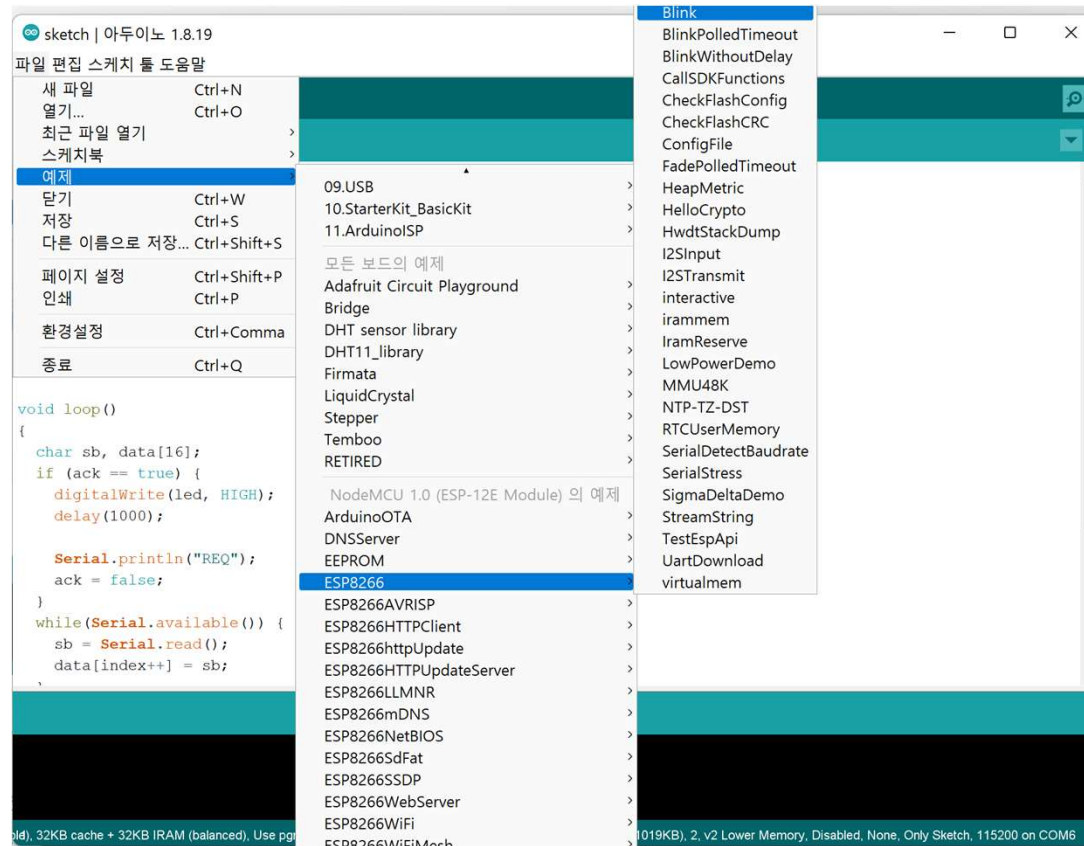 sketch | 아두이노 1.8.19
파일 편집 스케치 툴 도움말
새 파일 Ctrl+N
열기... Ctrl+O
최근 파일 열기
스케치북
예제
닫기 Ctrl+W
저장 Ctrl+S
다른 이름으로 저장... Ctrl+Shift+S
페이지 설정 Ctrl+Shift+P
인쇄 Ctrl+P
환경설정 Ctrl+Comma
종료 Ctrl+Q
void loop()
{
char sb, data[16];
if (ack == true) {
digitalWrite(led, HIGH);
delay(1000);
Serial.println("REQ");
ack = false;
}
while(Serial.available()) {
sb = Serial.read();
data[index++] = sb;
09.USB
10.StarterKit_BasicKit
11.ArduinoISP
모든 보드의 예제
Adafruit Circuit Playground
Bridge
DHT sensor library
DHT11_library
Firmata
LiquidCrystal
Stepper
Temboo
RETIRED
NodeMCU 1.0 (ESP-12E Module) 의 예제
ArduinoOTA
DNSServer
EEPROM
ESP8266
ESP8266AVRISP
ESP8266HTTPClient
ESP8266httpUpdate
ESP8266HTTPUpdateServer
ESP8266LLMNR
ESP8266mDNS
ESP8266NetBIOS
ESP8266SdFat
ESP8266SSDP
ESP8266WebServer
ESP8266WiFi
ESP8266WiFiMesh
Blink
BlinkPolledTimeout
BlinkWithoutDelay
CallSDKFunctions
CheckFlashConfig
CheckFlashCRC
ConfigFile
FadePolledTimeout
HeapMetric
HelloCrypto
HwdtStackDump
I2SInput
I2STransmit
interactive
irammem
IramReserve
LowPowerDemo
MMU48K
NTP-TZ-DST
RTCUserMemory
SerialDetectBaudrate
SerialStress
SigmaDeltaDemo
StreamString
TestEspApi
UartDownload
virtualmem
32KB cache + 32KB IRAM (balanced), Use 1019KB), 2, v2 Lower Memory, Disabled, None, Only Sketch, 115200 on COM6